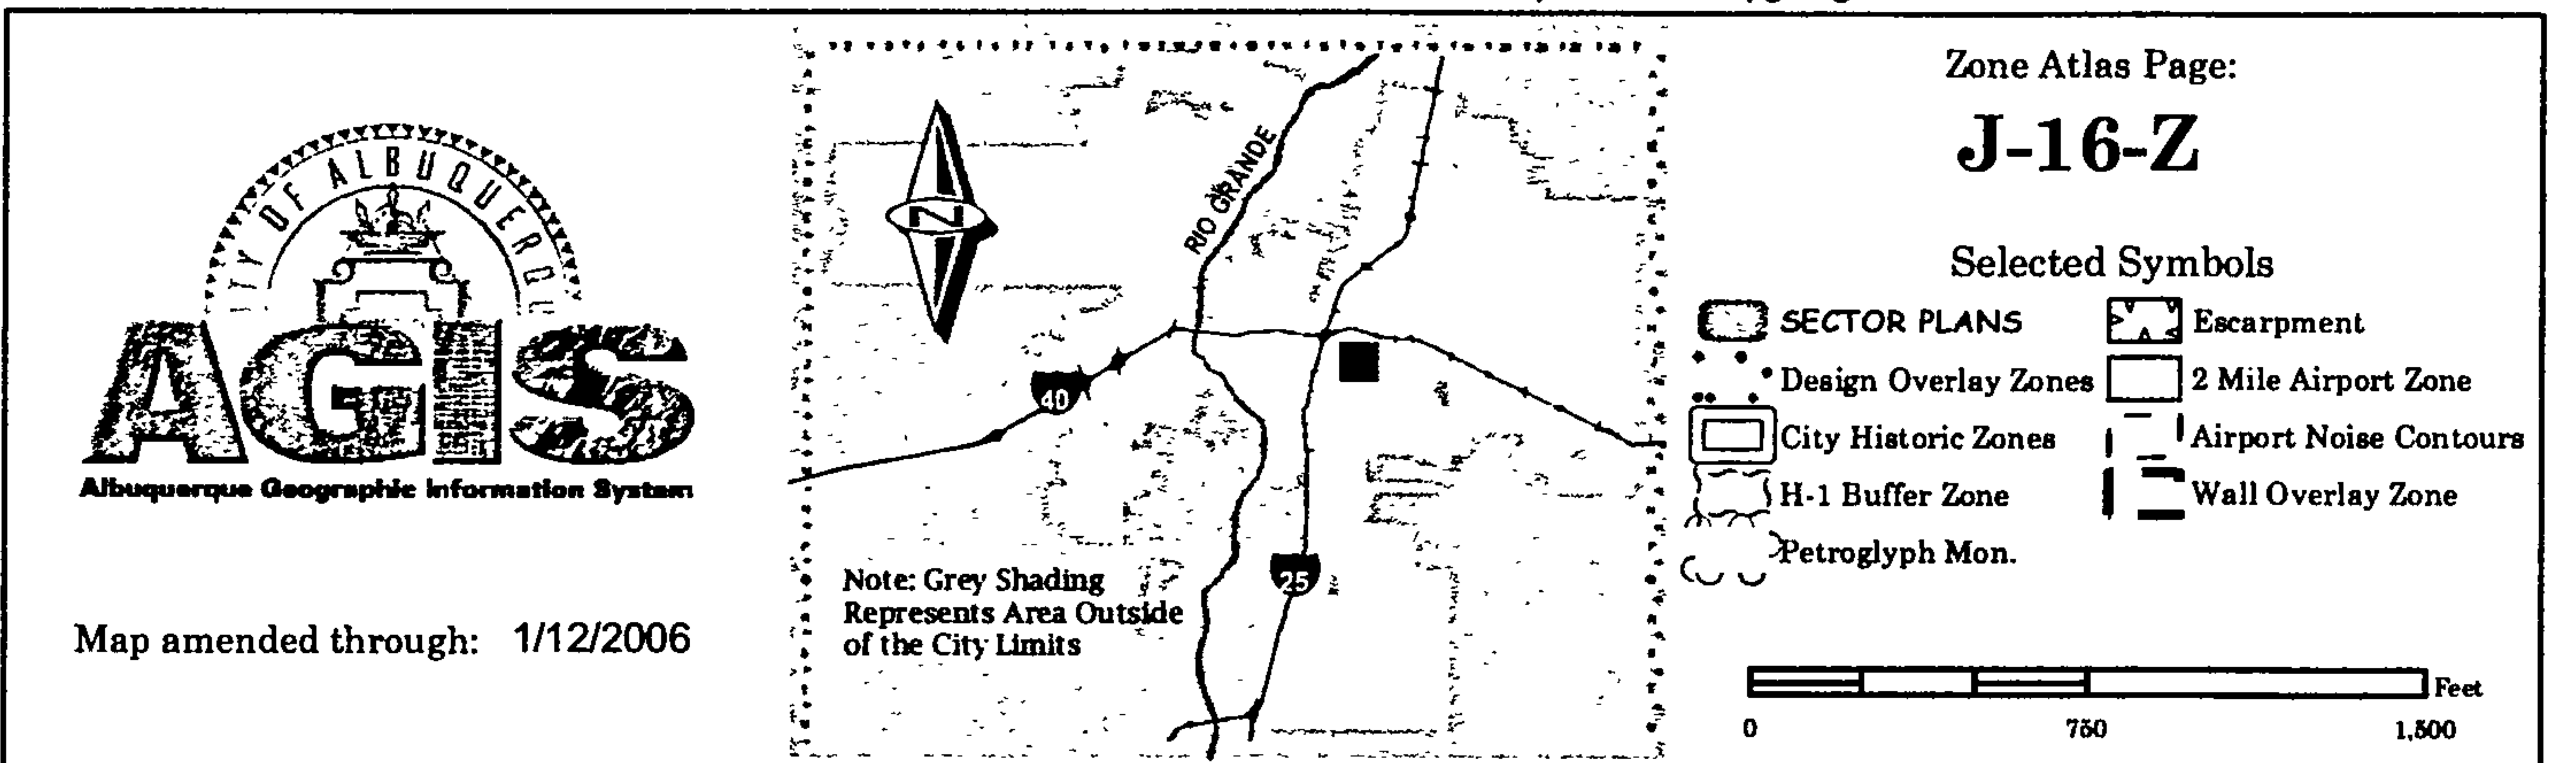 CITY OF ALBUQUERQUE
AGIS
Albuquerque Geographic Information System
Map amended through: 1/12/2006
N
RIO GRANDE
40
25
Note: Grey Shading
Represents Area Outside
of the City Limits
Zone Atlas Page:
J-16-Z
Selected Symbols
SECTOR PLANS
Escarpment
Design Overlay Zones
2 Mile Airport Zone
City Historic Zones
Airport Noise Contours
H-1 Buffer Zone
Wall Overlay Zone
Petroglyph Mon.
Feet
0 750 1,500